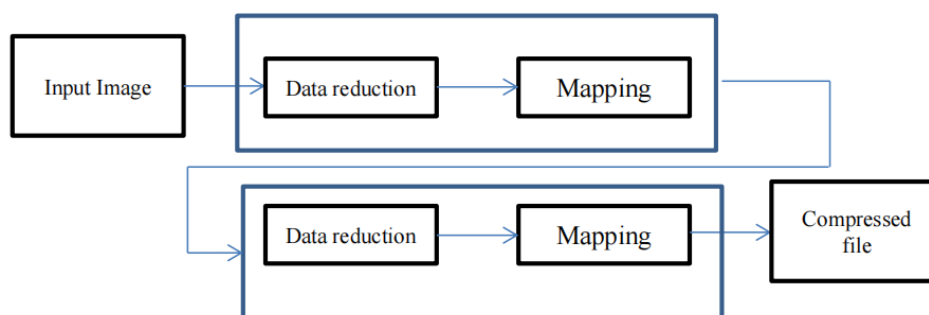 Input Image
Data reduction
Mapping
Data reduction
Mapping
Compressed
file